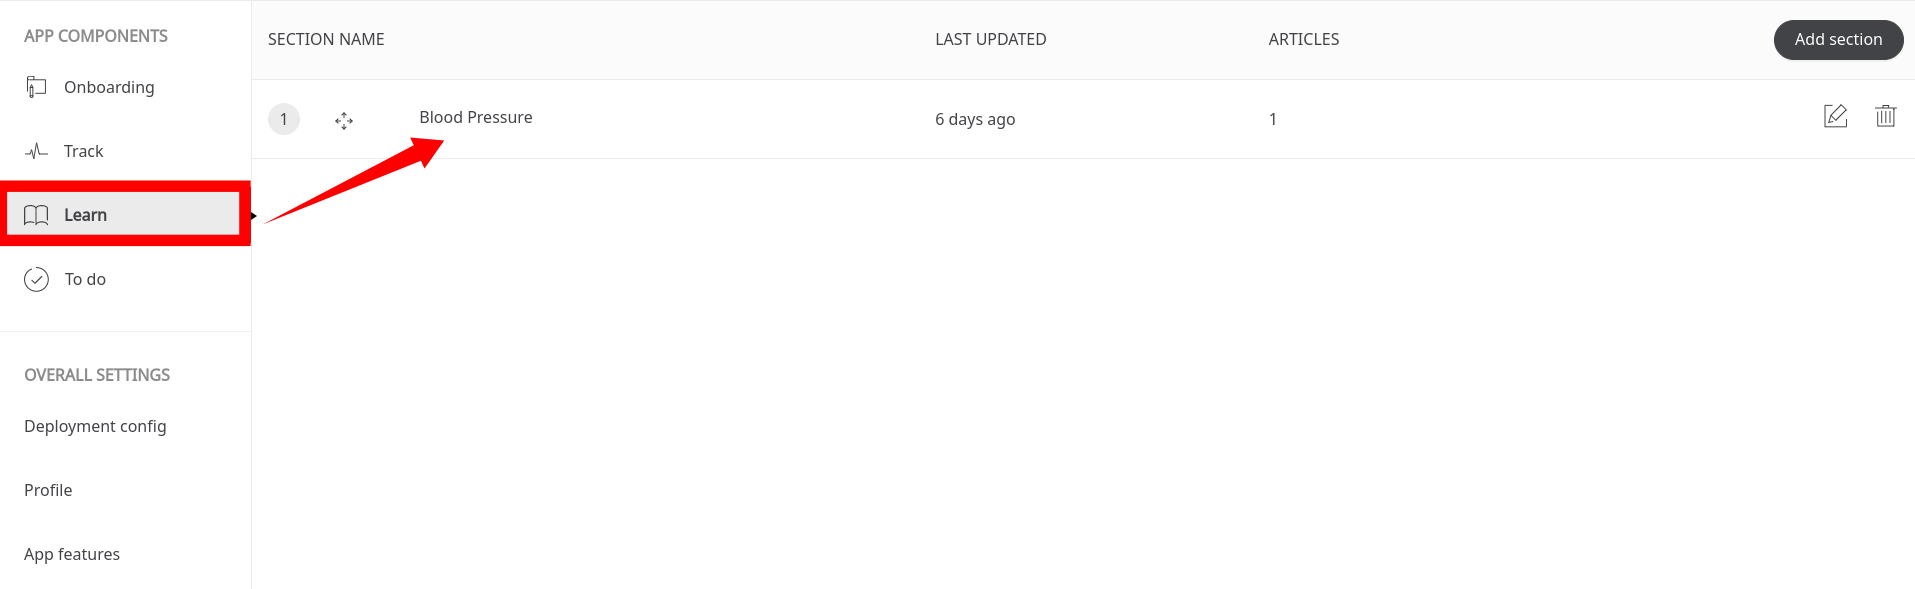 APP COMPONENTS
Onboarding
Track
Learn
To do
OVERALL SETTINGS
Deployment config
Profile
App features
SECTION NAME LAST UPDATED ARTICLES Add section
1 Blood Pressure 6 days ago 1